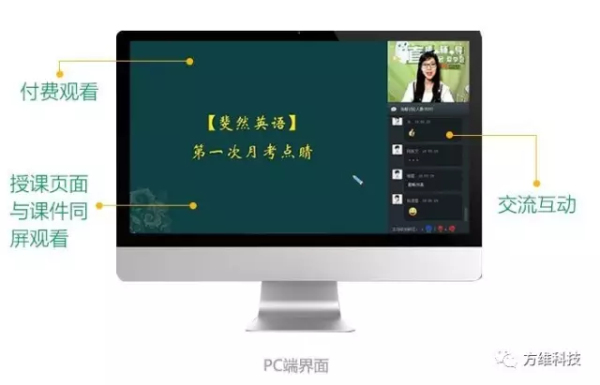 付费观看
【斐然英语】
第一次月考点睛
授课页面
与课件同
屏观看
交流互动
PC端界面
方维科技